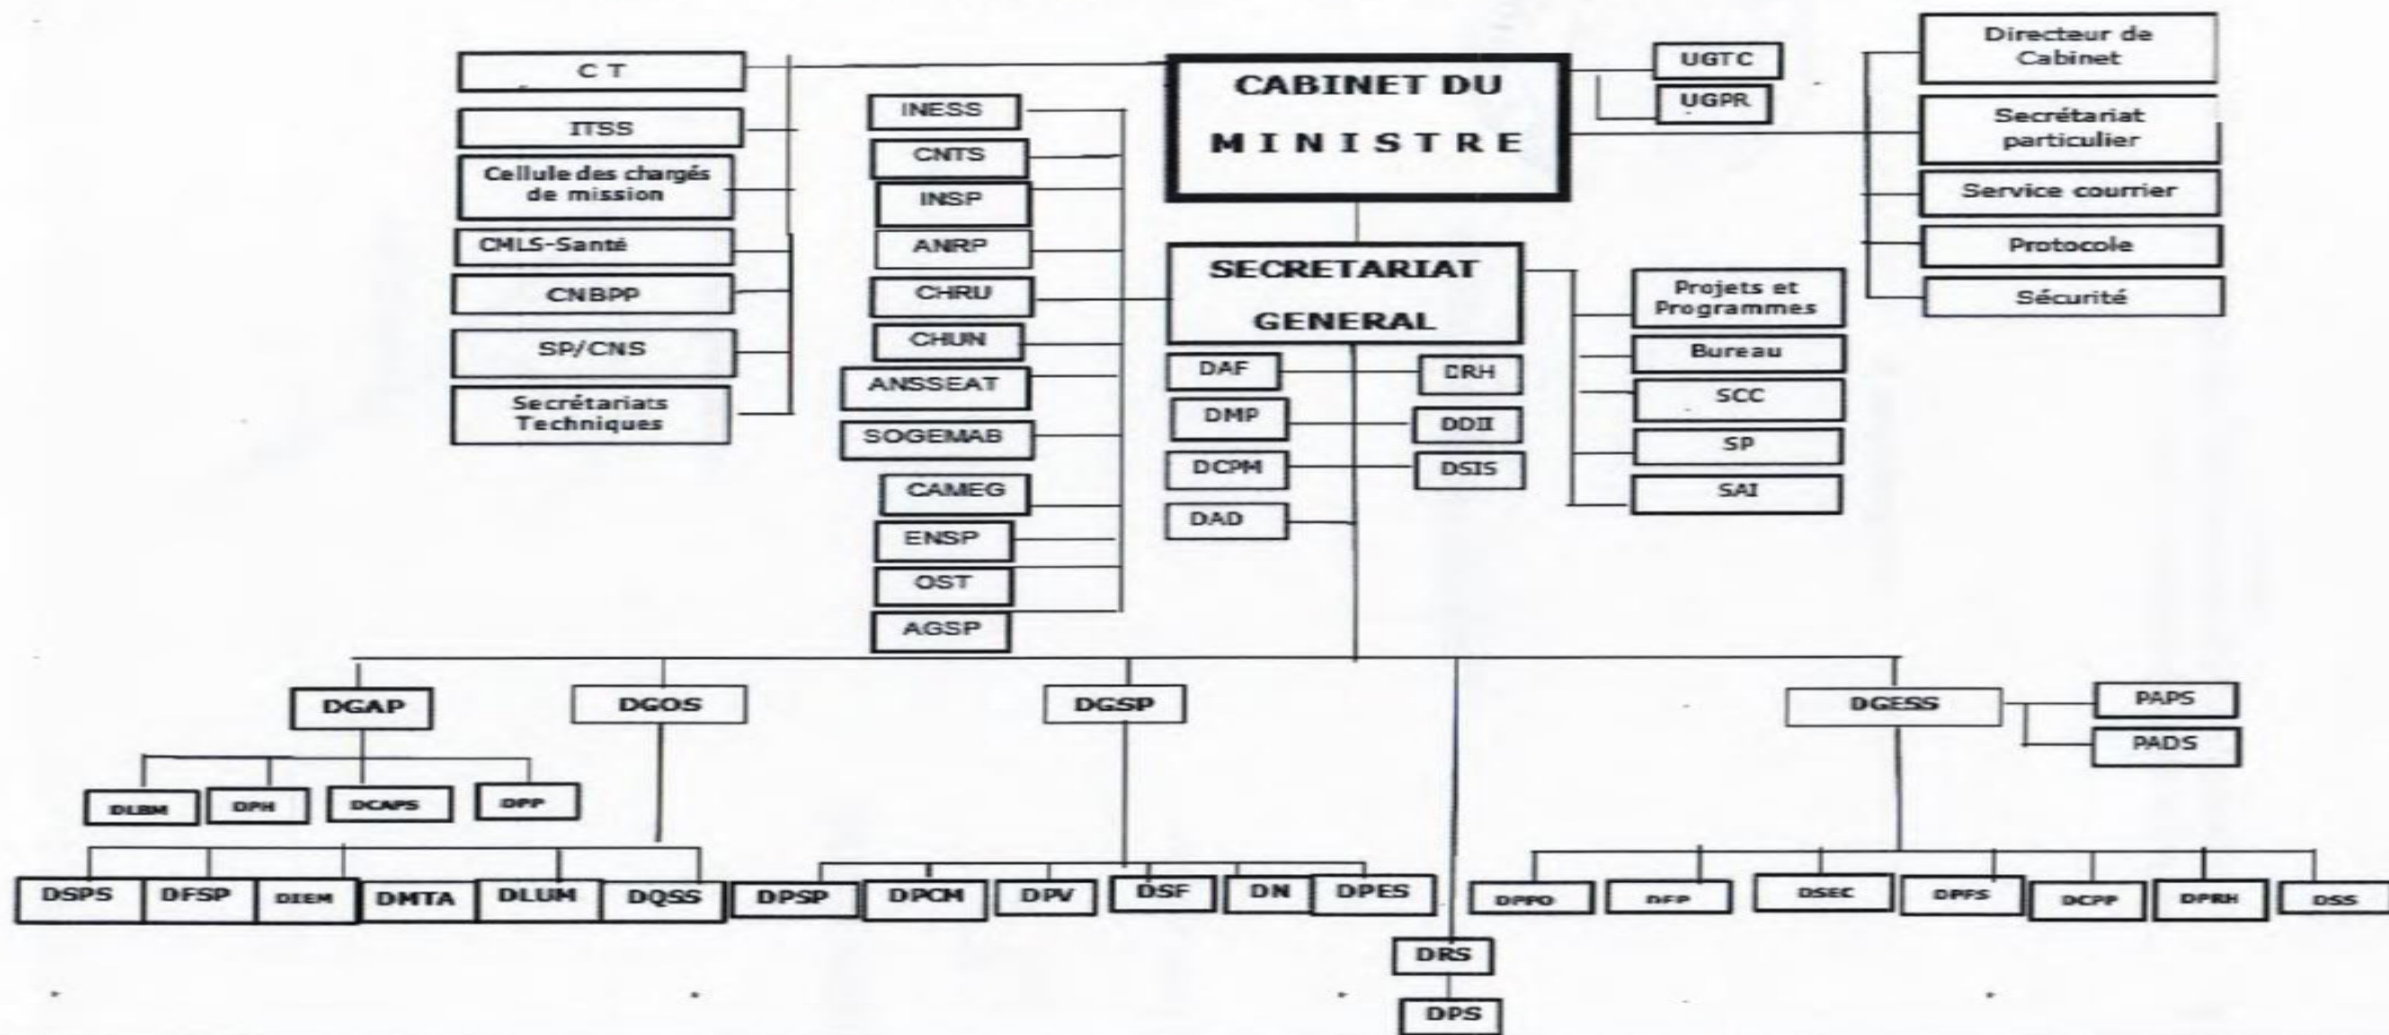 C T
ITSS
Cellule des chargés
de mission
CMLS-Santé
CNBPP
SP/CNS
Secrétariats
Techniques
INESS
CNTS
INSP
ANRP
CHRU
CHUN
ANSSEAT
SOGEMAB
CAMEG
ENSP
OST
AGSP
CABINET DU
MINISTRE
UGTC
UGPR
Directeur de
Cabinet
Secrétariat
particulier
Service courrier
Protocole
Sécurité
SECRETARIAT
GENERAL
DAF
DRH
DMP
DDII
DCPM
DSIS
DAD
Projets et
Programmes
Bureau
SCC
SP
SAI
DGAP
DGOS
DGSP
DGESS
PAPS
PADS
DLBM
DPH
DCAPS
DPP
DSPS
DFSP
DIEM
DMTA
DLUM
DQSS
DPSP
DPCM
DPV
DSF
DN
DPES
DPPO
DSEC
DPFS
DCPP
DPRH
DSS
DRS
DPS